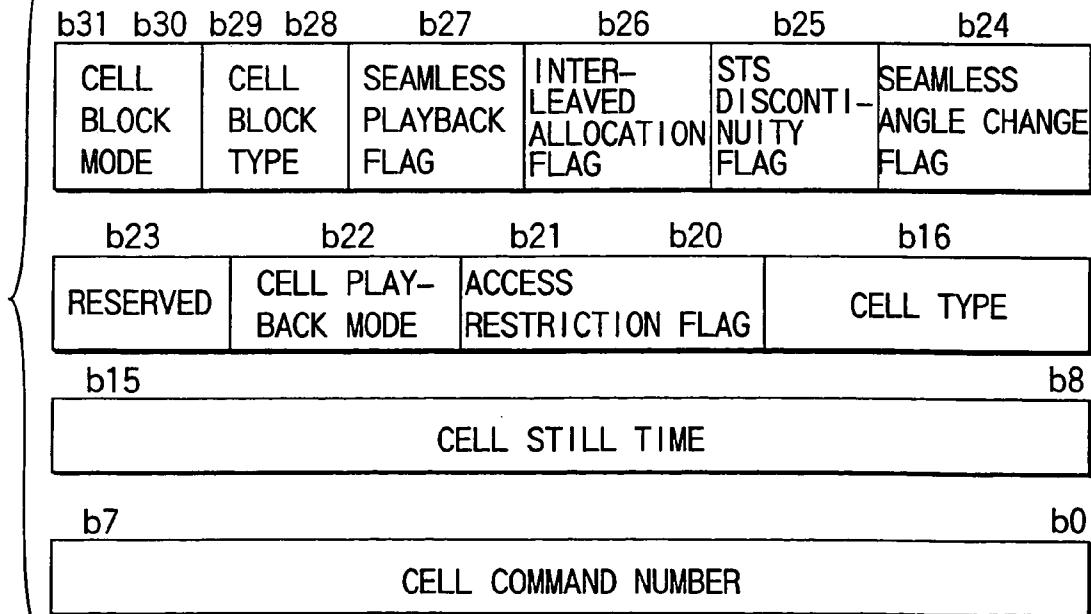 b31 b30 b29 b28 b27 b26 b25 b24
CELL
BLOCK
MODE
CELL
BLOCK
TYPE
SEAMLESS
PLAYBACK
FLAG
INTER-
LEAVED
ALLOCATION
FLAG
STS
DISCONTI-
NUITY
FLAG
SEAMLESS
ANGLE CHANGE
FLAG
b23 b22 b21 b20 b16
RESERVED
CELL PLAY-
BACK MODE
ACCESS
RESTRICTION FLAG
CELL TYPE
b15 b8
CELL STILL TIME
b7 b0
CELL COMMAND NUMBER